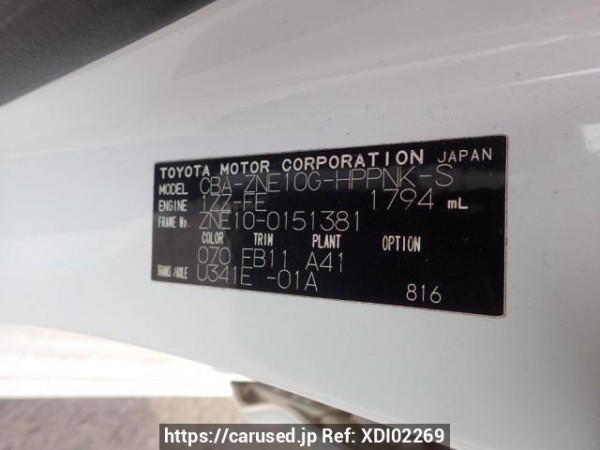 TOYOTA MOTOR CORPORATION JAPAN
MODEL CBA-ZNE10G-HPPNK-S
ENGINE 1ZZ-FE 1794 mL
FRAME No. ZNE10-0151381
COLOR TRIM PLANT OPTION
070 EB11 A41
TRANS/AXLE U341E -01A
816
https://carused.jp Ref: XDI02269